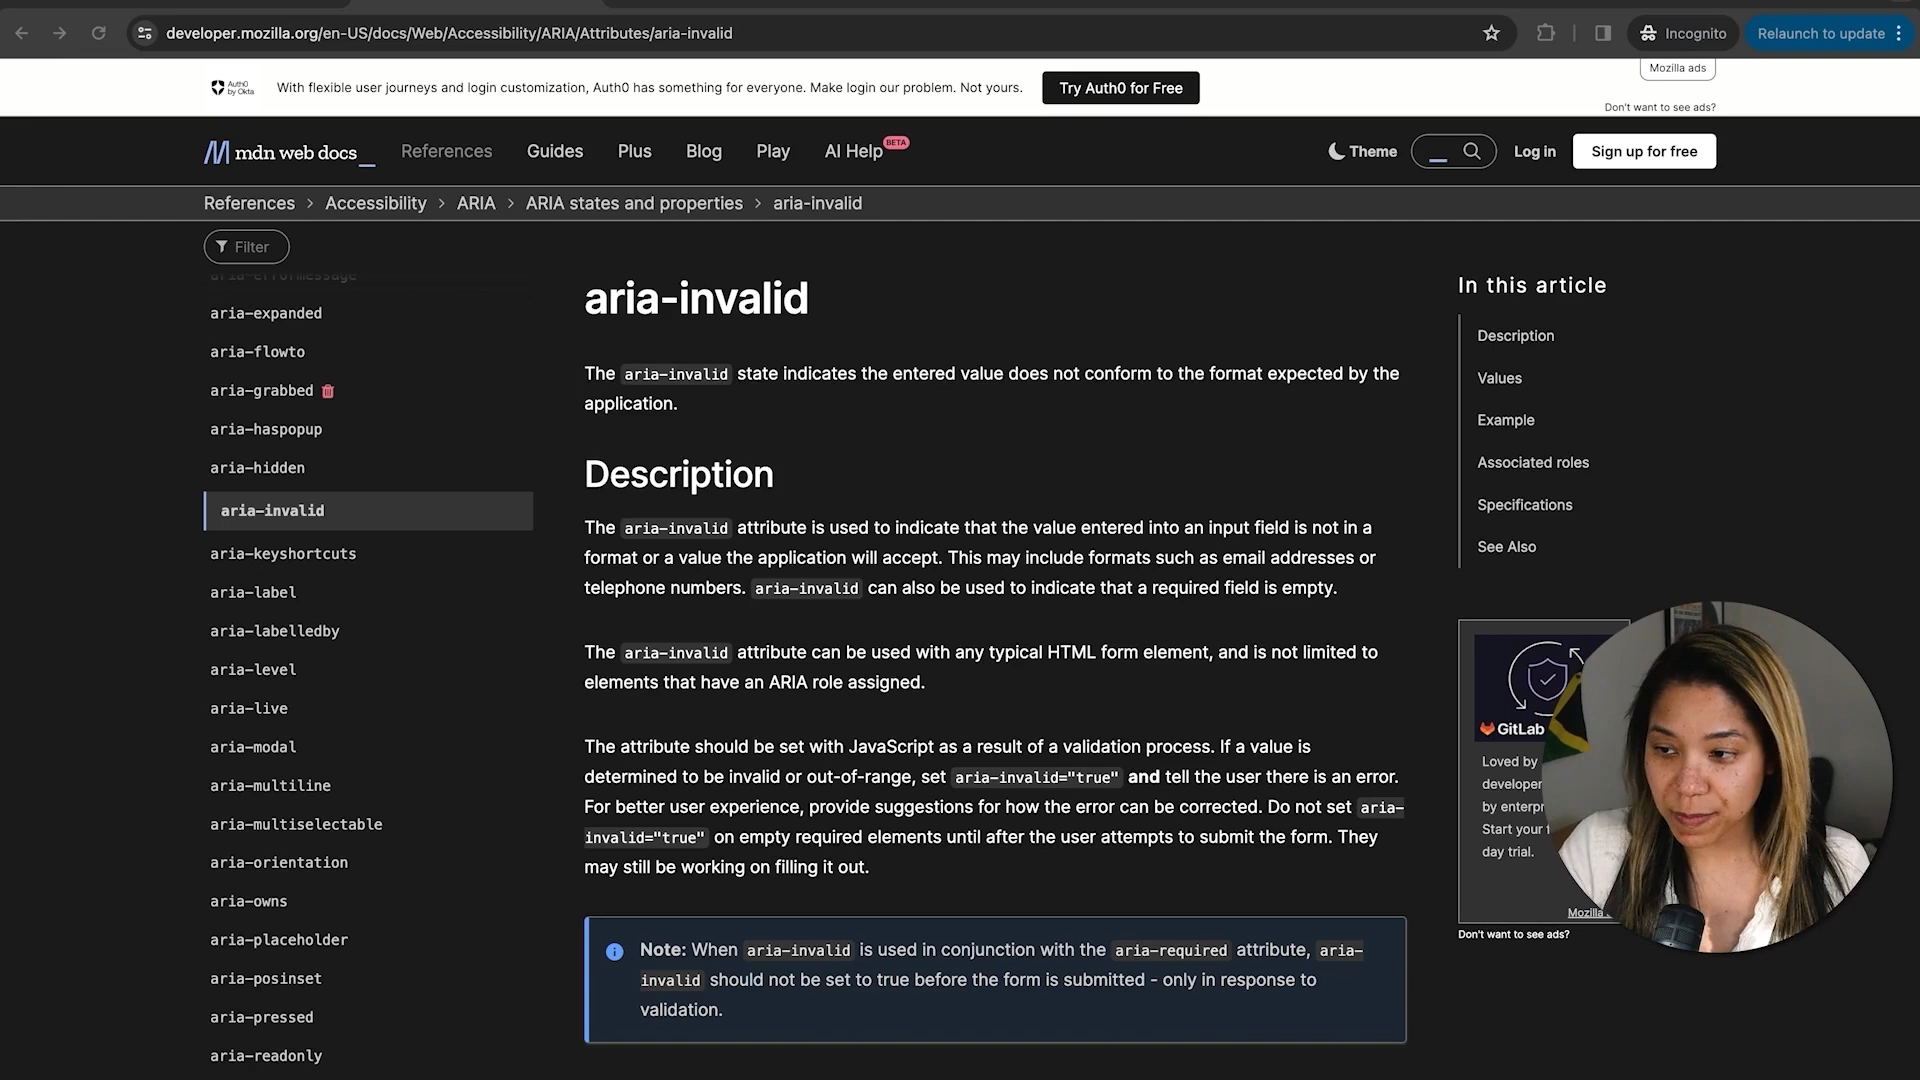 developer.mozilla.org/en-US/docs/Web/Accessibility/ARIA/Attributes/aria-invalid
Incognito
Relaunch to update
Auth0
by Okta
With flexible user journeys and login customization, Auth0 has something for everyone. Make login our problem. Not yours.
Try Auth0 for Free
Mozilla ads
Don't want to see ads?
mdn web docs_
References
Guides
Plus
Blog
Play
AI Help
BETA
Theme
Log in
Sign up for free
References > Accessibility > ARIA > ARIA states and properties > aria-invalid
Filter
aria-errormessage
aria-expanded
aria-flowto
aria-grabbed
aria-haspopup
aria-hidden
aria-invalid
aria-keyshortcuts
aria-label
aria-labelledby
aria-level
aria-live
aria-modal
aria-multiline
aria-multiselectable
aria-orientation
aria-owns
aria-placeholder
aria-posinset
aria-pressed
aria-readonly
aria-invalid
The aria-invalid state indicates the entered value does not conform to the format expected by the
application.
Description
The aria-invalid attribute is used to indicate that the value entered into an input field is not in a
format or a value the application will accept. This may include formats such as email addresses or
telephone numbers. aria-invalid can also be used to indicate that a required field is empty.
The aria-invalid attribute can be used with any typical HTML form element, and is not limited to
elements that have an ARIA role assigned.
The attribute should be set with JavaScript as a result of a validation process. If a value is
determined to be invalid or out-of-range, set aria-invalid="true" and tell the user there is an error.
For better user experience, provide suggestions for how the error can be corrected. Do not set aria-
invalid="true" on empty required elements until after the user attempts to submit the form. They
may still be working on filling it out.
Note: When aria-invalid is used in conjunction with the aria-required attribute, aria-
invalid should not be set to true before the form is submitted - only in response to
validation.
In this article
Description
Values
Example
Associated roles
Specifications
See Also
GitLab
Loved by
developer
by enterpr
Start your
day trial.
Mozilla
Don't want to see ads?